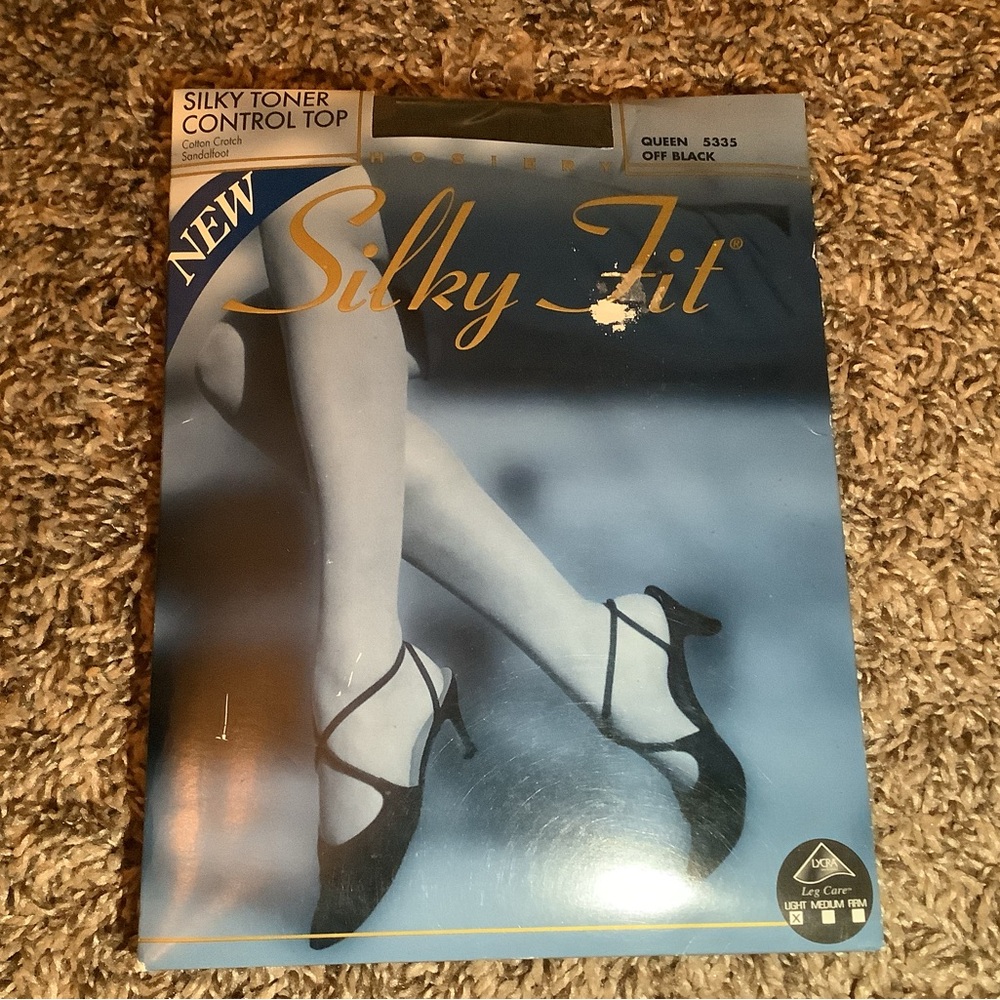 SILKY TONER
CONTROL TOP
Cotton Crotch
Sandalfoot
HOSIERY
QUEEN 5335
OFF BLACK
NEW
Silky Fit®
LYCRA
Leg Care™
LIGHT MEDIUM FIRM
X